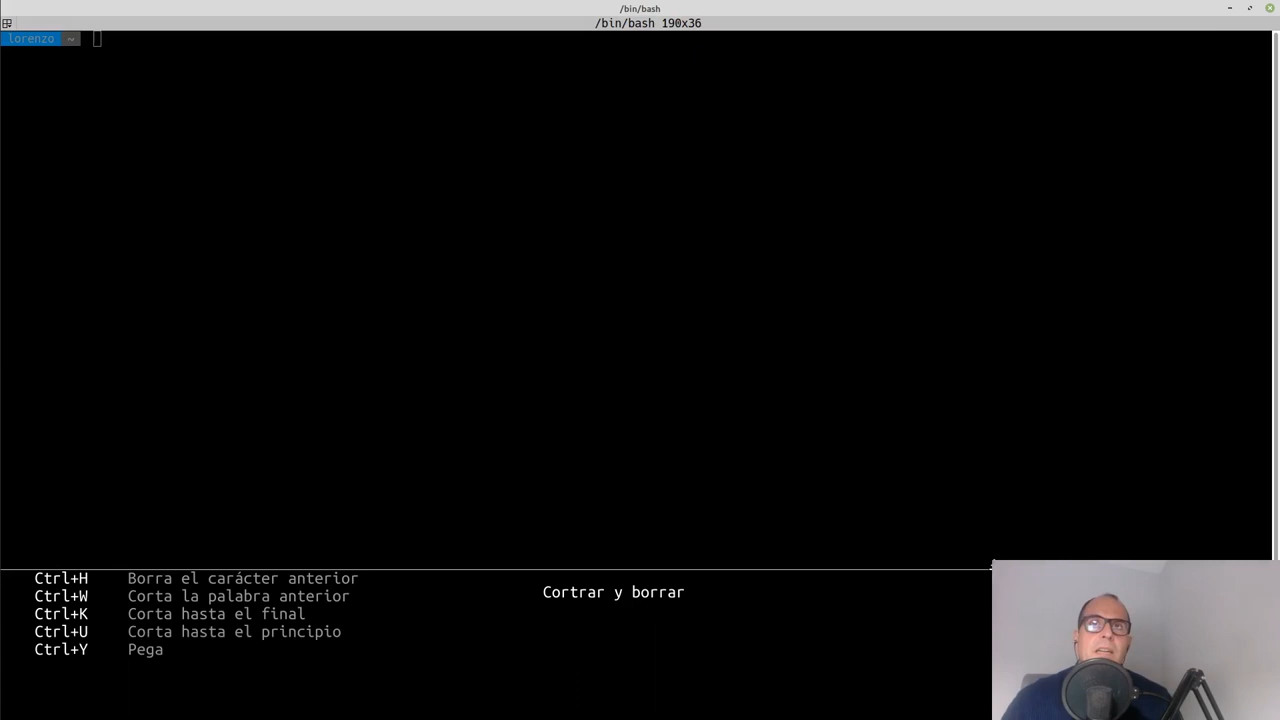 /bin/bash
/bin/bash 190x36
lorenzo ~
Ctrl+H Borra el carácter anterior
Ctrl+W Corta la palabra anterior
Ctrl+K Corta hasta el final
Ctrl+U Corta hasta el principio
Ctrl+Y Pega
Cortrar y borrar